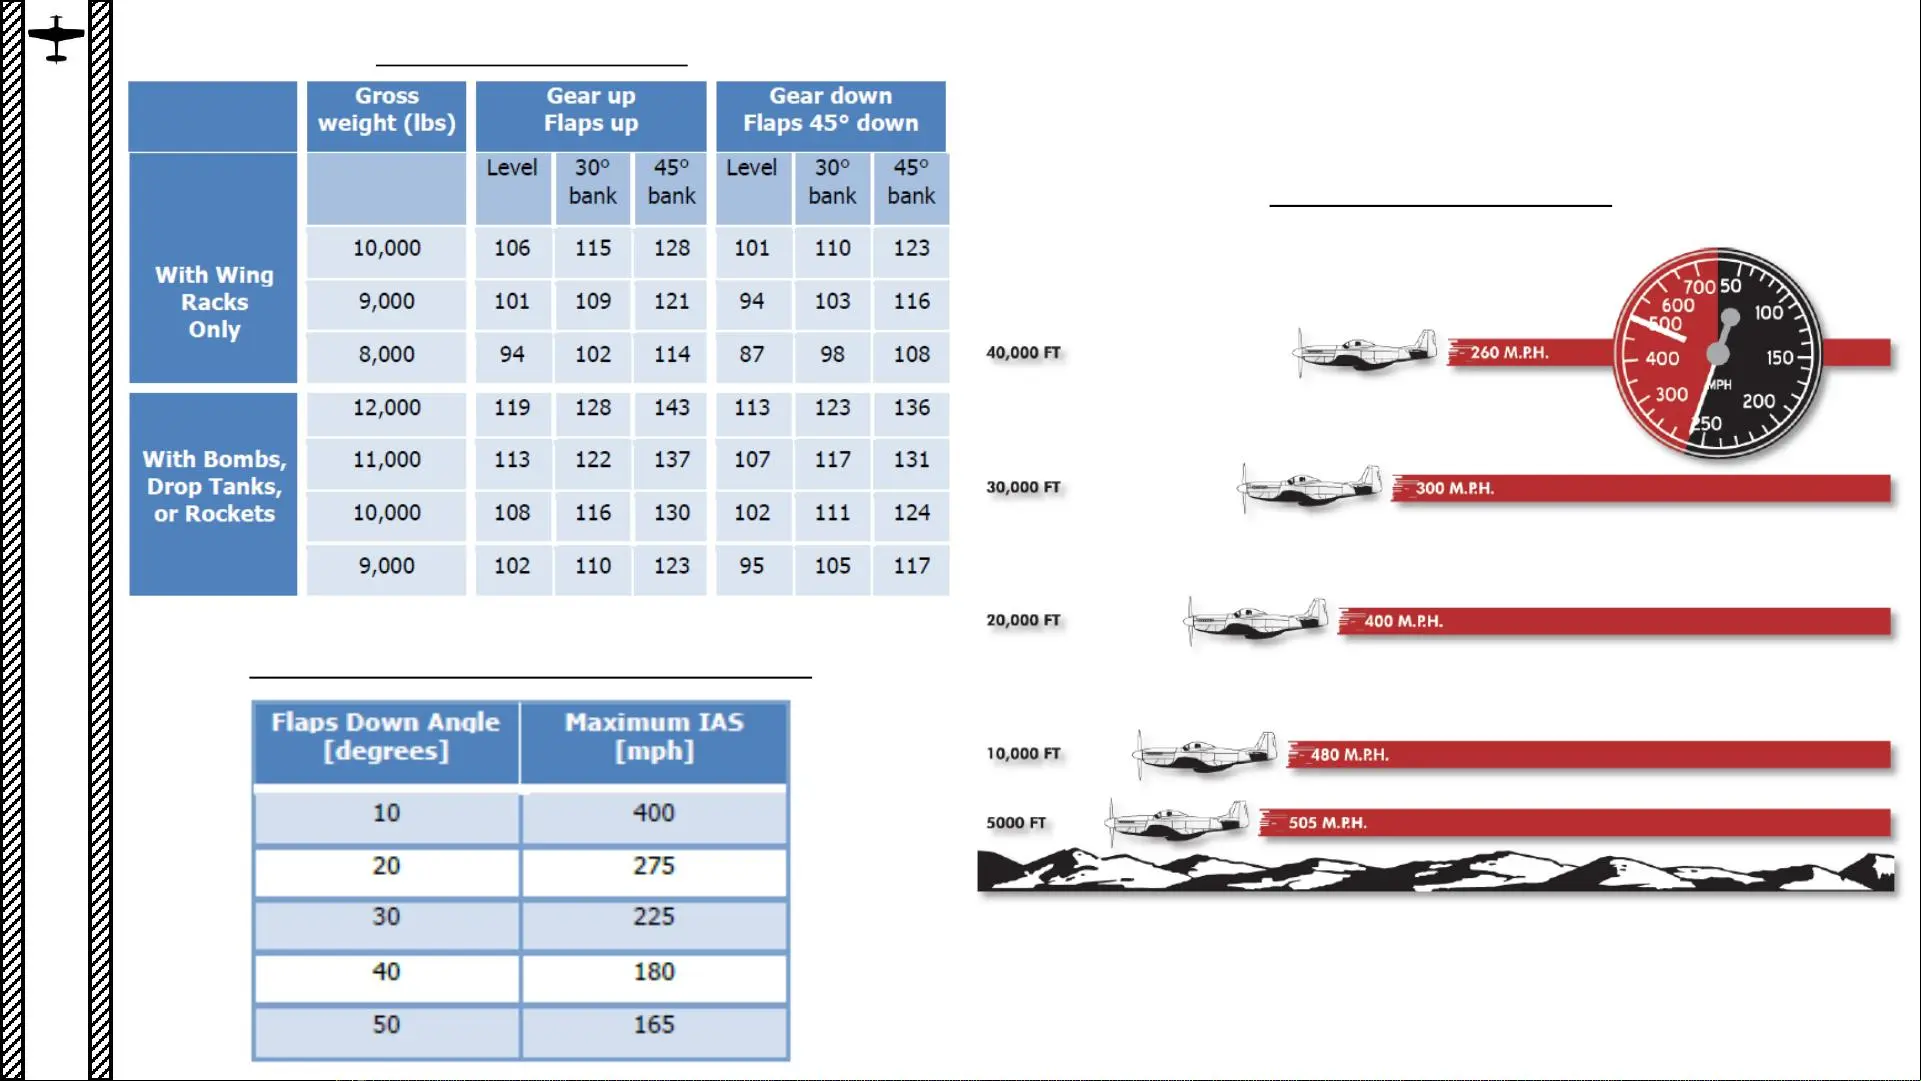 Gross weight (lbs) Gear up Flaps up Gear down Flaps 45° down
Level 30° bank 45° bank Level 30° bank 45° bank
With Wing Racks Only
10,000 106 115 128 101 110 123
9,000 101 109 121 94 103 116
8,000 94 102 114 87 98 108
With Bombs, Drop Tanks, or Rockets
12,000 119 128 143 113 123 136
11,000 113 122 137 107 117 131
10,000 108 116 130 102 111 124
9,000 102 110 123 95 105 117
Flaps Down Angle [degrees] Maximum IAS [mph]
10 400
20 275
30 225
40 180
50 165
40,000 FT 260 M.P.H.
700 50
600 100
500
400 150
MPH
300 200
250
30,000 FT 300 M.P.H.
20,000 FT 400 M.P.H.
10,000 FT 480 M.P.H.
5000 FT 505 M.P.H.